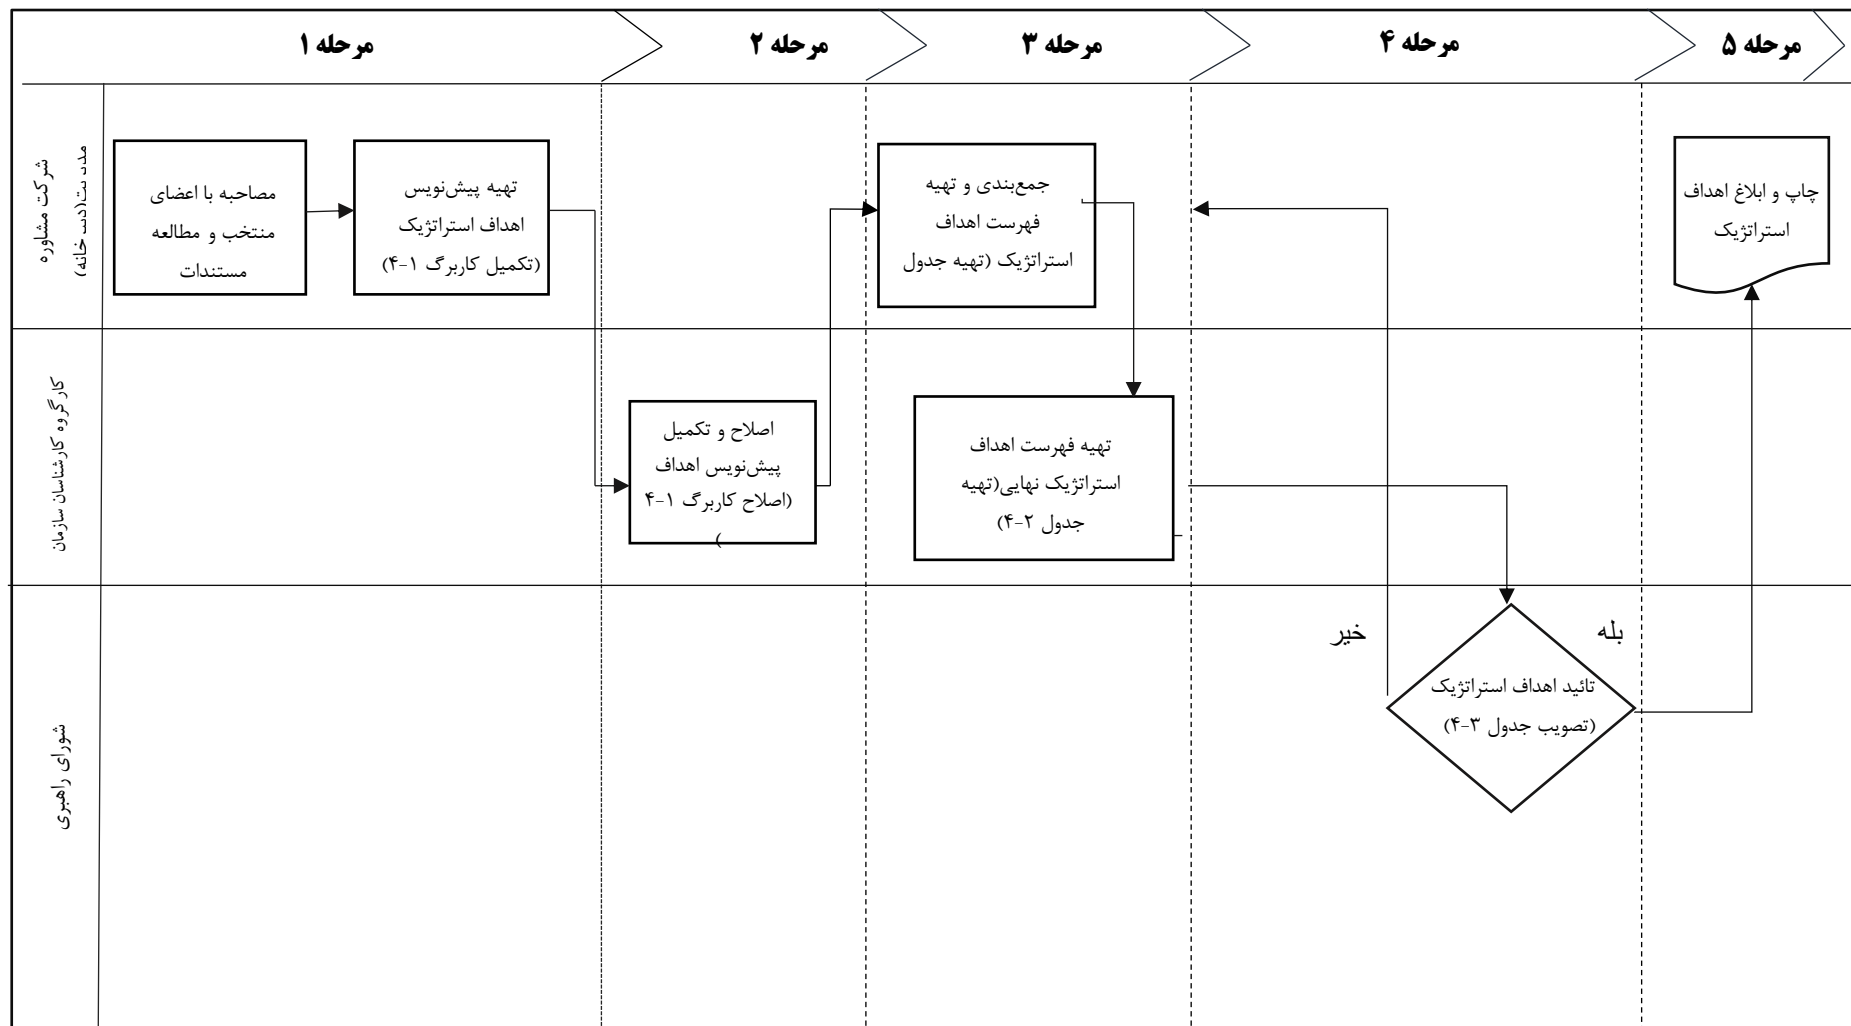 مرحله ۱
مرحله ۲
مرحله ۳
مرحله ۴
مرحله ۵
شرکت مشاوره
خانه)
مصاحبه با اعضای
منتخب و مطالعه
مستندات
تهیه پیش‌نویس
اهداف استراتژیک
(تکمیل کاربرگ ۱-۴)
جمع‌بندی و تهیه
فهرست اهداف
استراتژیک (تهیه جدول
چاپ و ابلاغ اهداف
استراتژیک
کارگروه کارشناسان سازمان
اصلاح و تکمیل
پیش‌نویس اهداف
(اصلاح کاربرگ ۱-۴
)
تهیه فهرست اهداف
استراتژیک نهایی(تهیه
جدول ۲-۴)
شورای راهبری
خیر
بله
تائید اهداف استراتژیک
(تصویب جدول ۳-۴)